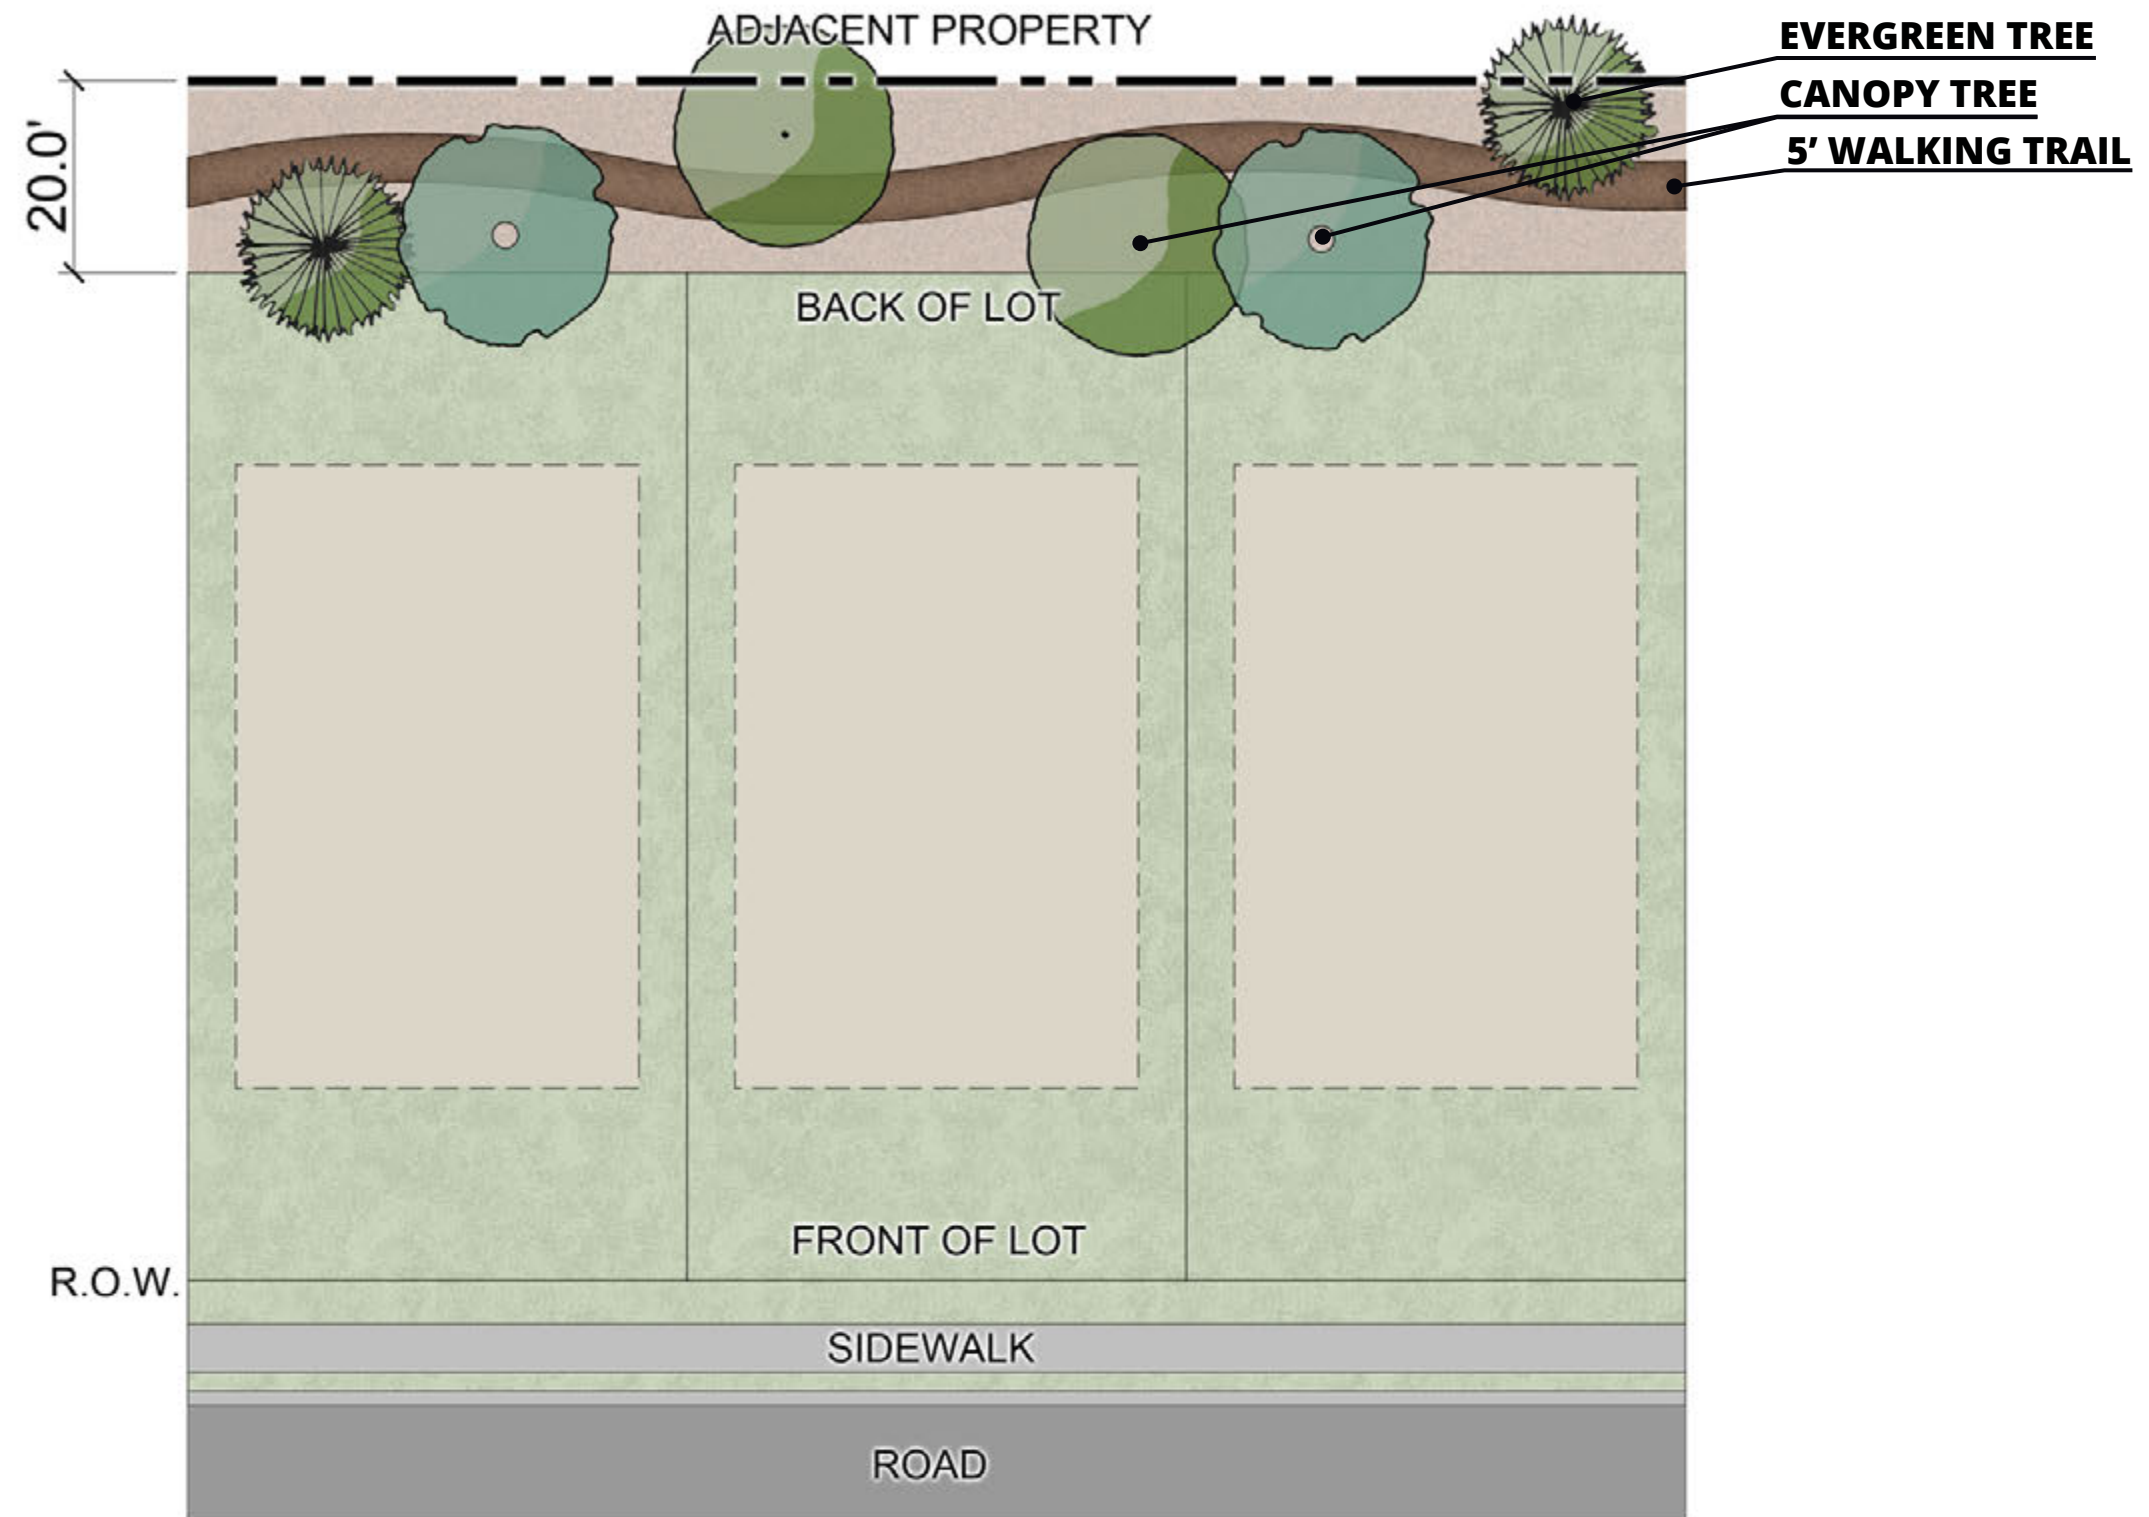 ADJACENT PROPERTY
EVERGREEN TREE
CANOPY TREE
5’ WALKING TRAIL
20.0'
BACK OF LOT
FRONT OF LOT
R.O.W.
SIDEWALK
ROAD